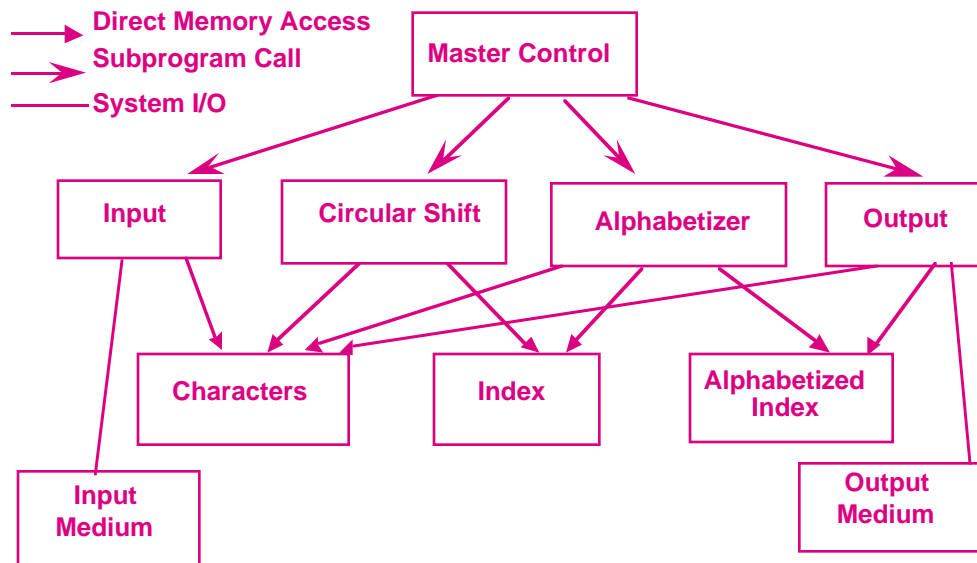 Direct Memory Access
Subprogram Call
System I/O
Master Control
Input
Circular Shift
Alphabetizer
Output
Characters
Index
Alphabetized
Index
Input
Medium
Output
Medium